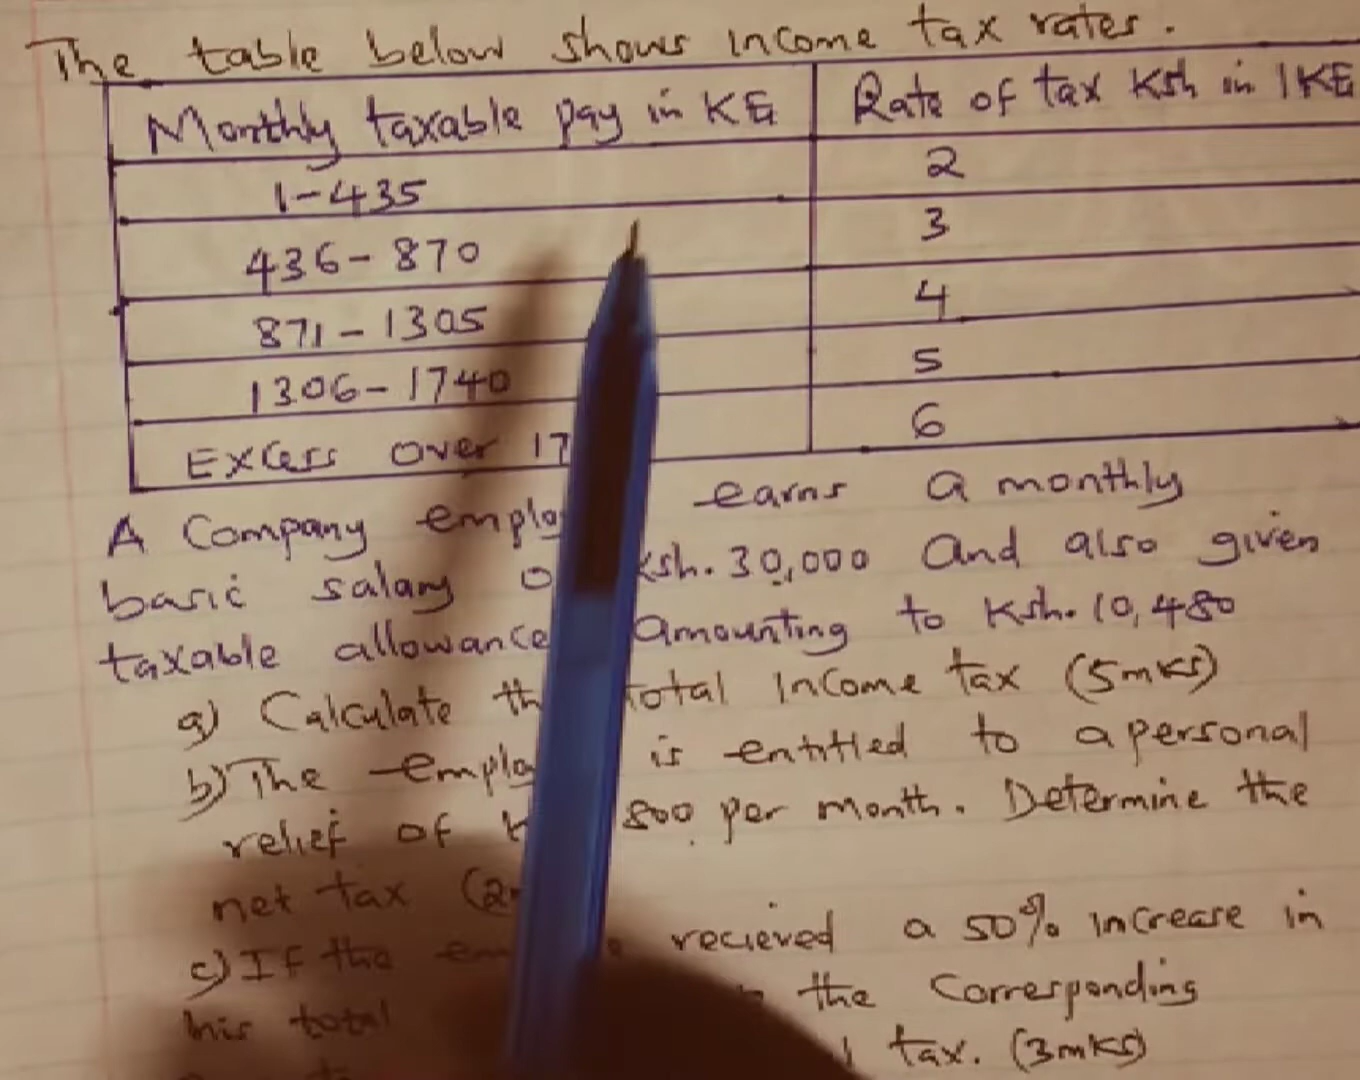 The table below shows income tax rates.
Monthly taxable pay in K£ Rate of tax Ksh in 1K£
1-435 2
436-870 3
871-1305 4
1306-1740 5
Excess over 17 6
A Company emplo earns a monthly
basic salary o Ksh. 30,000 and also given
taxable allowance amounting to Ksh. 10,480
a) Calculate th total income tax (5mks)
b) The emplo is entitled to a personal
relief of 800 per month. Determine the
net tax (2
c) If the em recieved a 50% increase in
his total the corresponding
tax. (3mks)